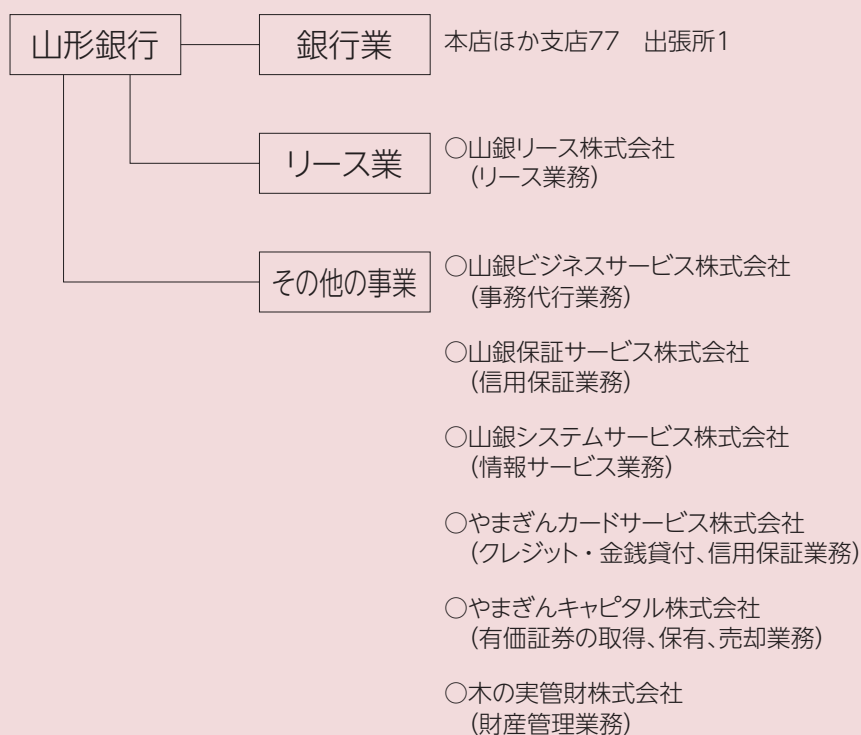 山形銀行
銀行業
本店ほか支店77　出張所1
リース業
○山銀リース株式会社
(リース業務)
その他の事業
○山銀ビジネスサービス株式会社
(事務代行業務)
○山銀保証サービス株式会社
(信用保証業務)
○山銀システムサービス株式会社
(情報サービス業務)
○やまぎんカードサービス株式会社
(クレジット・金銭貸付、信用保証業務)
○やまぎんキャピタル株式会社
(有価証券の取得、保有、売却業務)
○木の実管財株式会社
(財産管理業務)